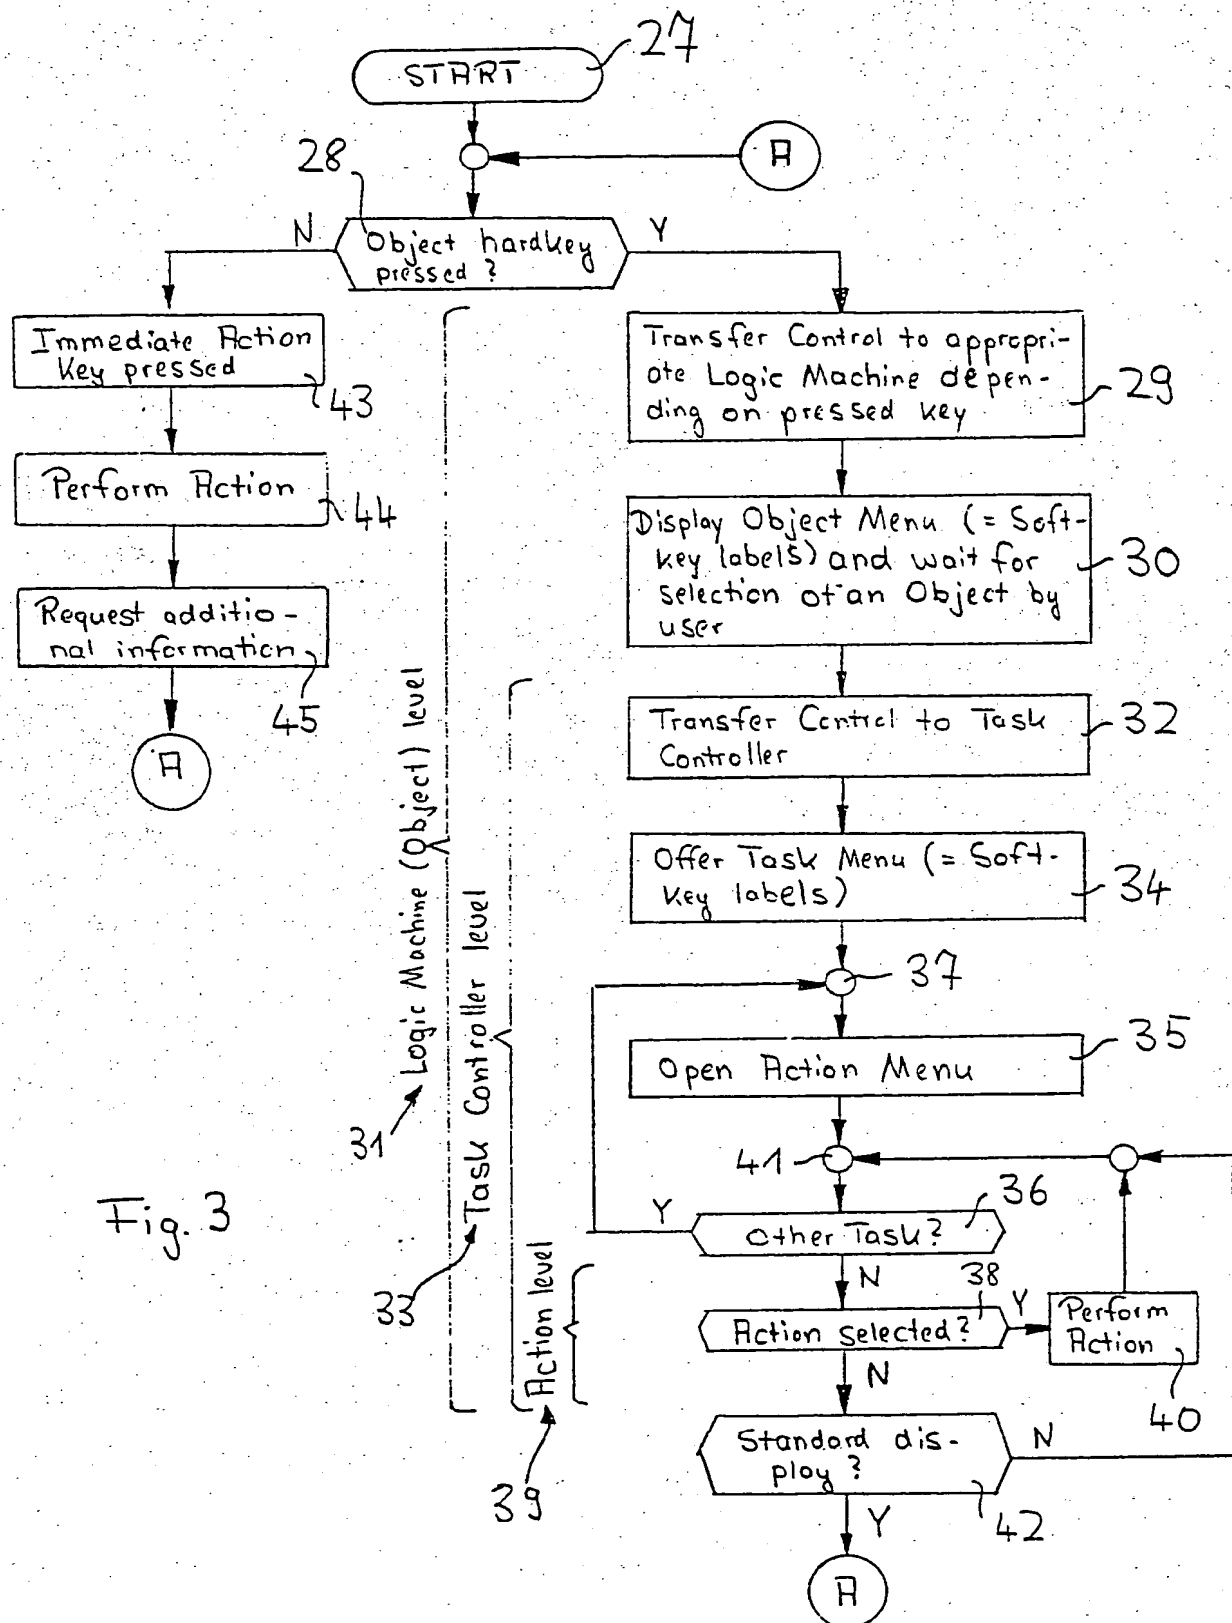 27
START
A
28
N
Y
Object hardkey
pressed?
Immediate Action
Key pressed
43
Transfer Control to appropri-
ate Logic Machine depen-
ding on pressed key
29
Perform Action
44
Display Object Menu (= Soft-
key labels) and wait for
selection of an Object by
user
30
Request additio-
nal information
45
A
Transfer Control to Task
Controller
32
Offer Task Menu (= Soft-
key labels)
34
37
Open Action Menu
35
31
Logic Machine (Object) level
33
Task Controller level
39
Action level
41
Other Task?
36
Y
N
Action selected?
38
Y
Perform
Action
40
N
Standard dis-
play?
42
N
Y
A
Fig. 3